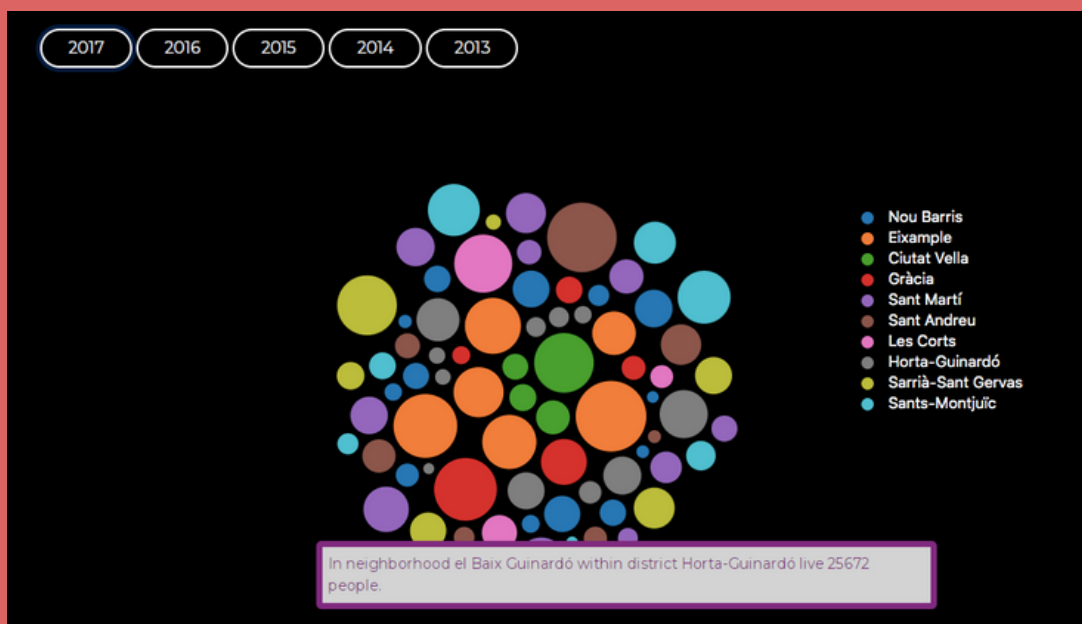 2017 2016 2015 2014 2013
Nou Barris
Eixample
Ciutat Vella
Gràcia
Sant Martí
Sant Andreu
Les Corts
Horta-Guinardó
Sarrià-Sant Gervas
Sants-Montjuïc
In neighborhood el Baix Guinardó within district Horta-Guinardó live 25672
people.